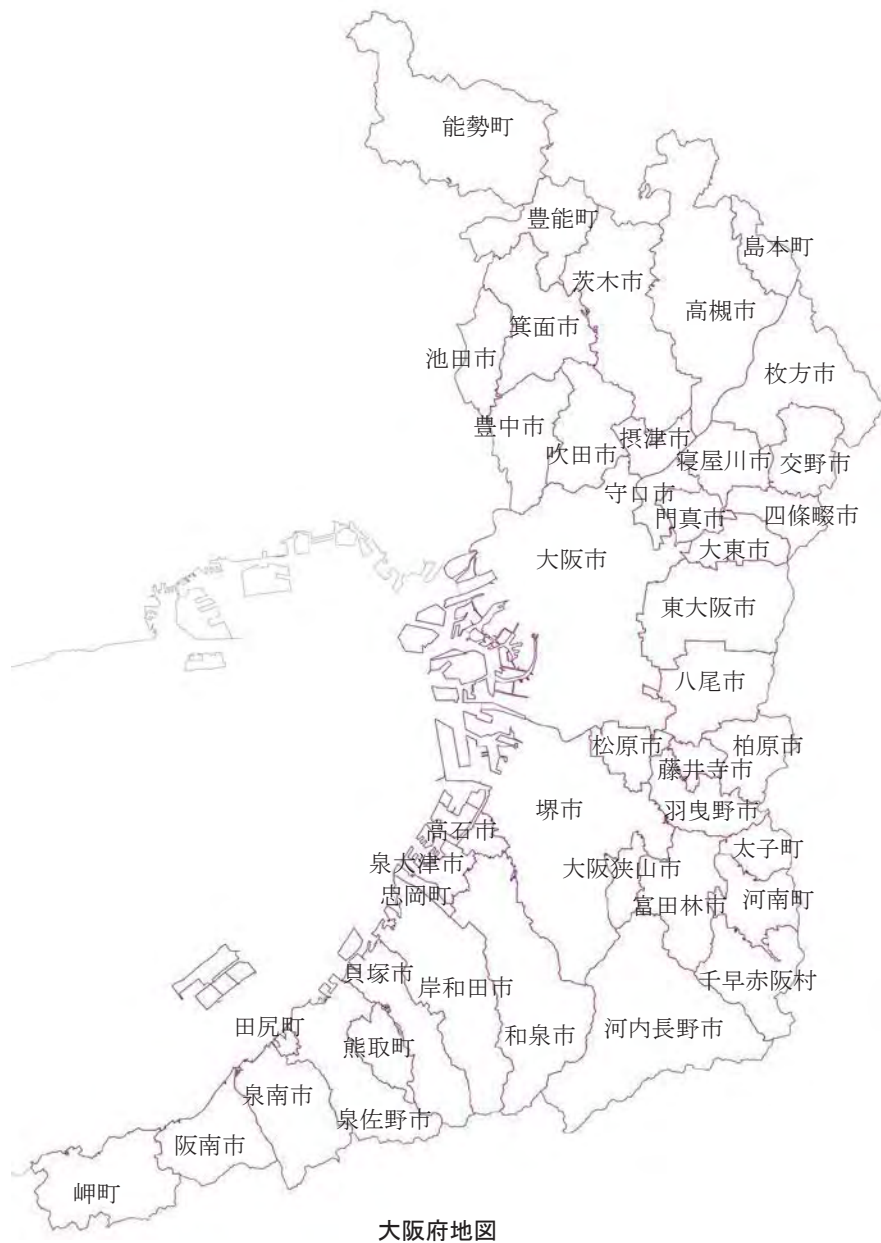 能勢町
豊能町
島本町
茨木市
高槻市
箕面市
池田市
枚方市
豊中市
摂津市
吹田市
寝屋川市
交野市
守口市
門真市
四條畷市
大阪市
大東市
東大阪市
八尾市
松原市
柏原市
藤井寺市
羽曳野市
堺市
高石市
太子町
泉大津市
大阪狭山市
忠岡町
富田林市
河南町
貝塚市
岸和田市
千早赤阪村
田尻町
熊取町
和泉市
河内長野市
泉南市
泉佐野市
阪南市
岬町
大阪府地図